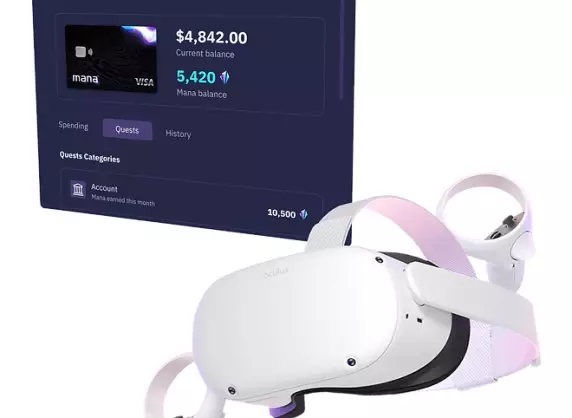 $4,842.00
Current balance
5,420
Mana balance
mana
VISA
Spending
Quests
History
Quests Categories
Account
Mana earned this month
10,500
Oculus